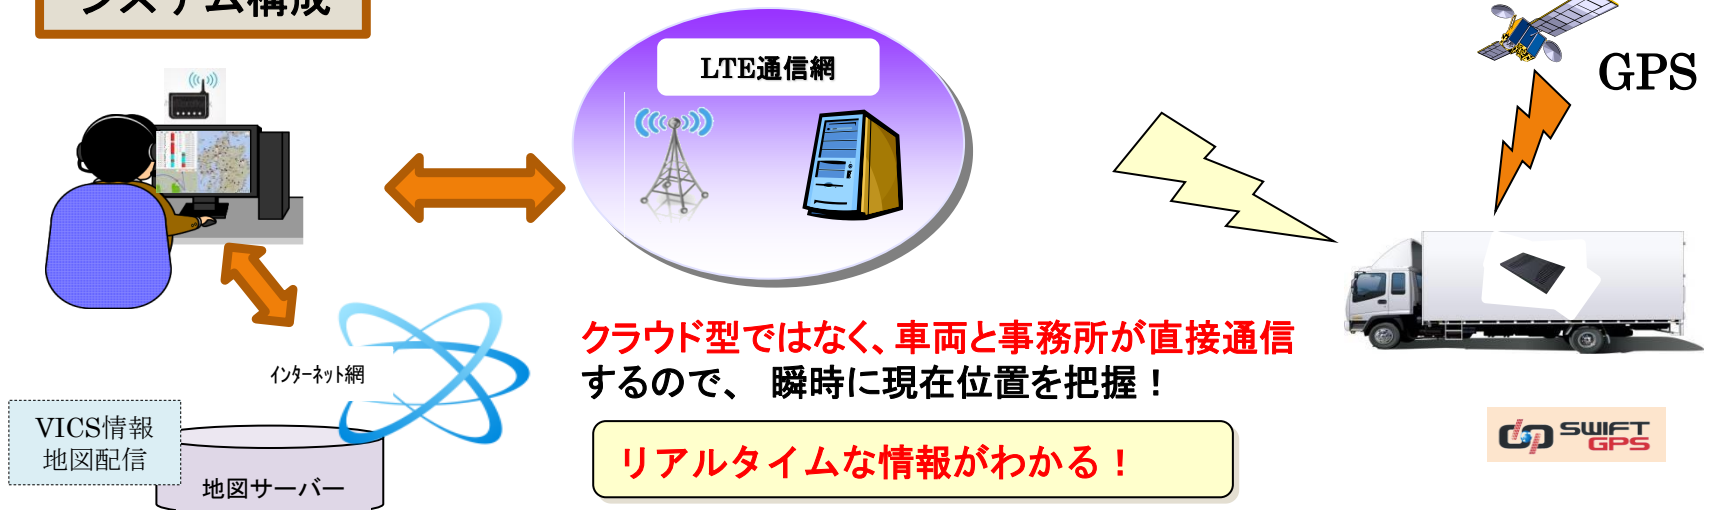 システム構成
LTE通信網
GPS
クラウド型ではなく、車両と事務所が直接通信
するので、 瞬時に現在位置を把握！
インターネット網
VICS情報
地図配信
地図サーバー
リアルタイムな情報がわかる！
SWIFT
GPS